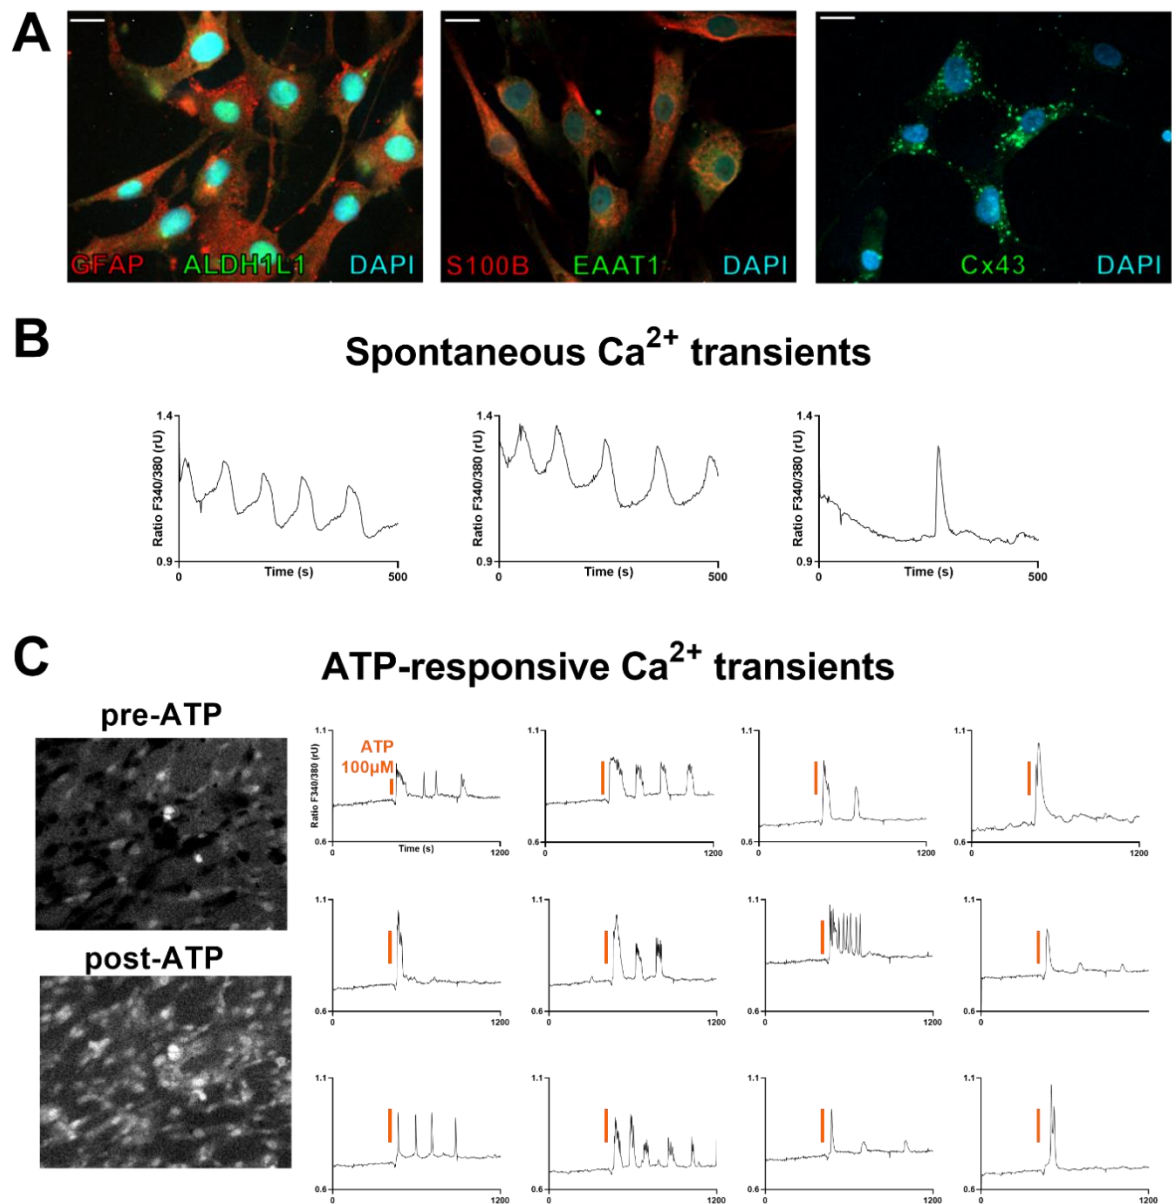 A
GFAP ALDH1L1 DAPI
S100B EAAT1 DAPI
Cx43 DAPI
B
Spontaneous Ca²⁺ transients
1.4
Ratio F340/380 (rU)
0.9
0
Time (s)
500
1.4
Ratio F340/380 (rU)
0.9
0
Time (s)
500
1.4
Ratio F340/380 (rU)
0.9
0
Time (s)
500
C
ATP-responsive Ca²⁺ transients
pre-ATP
post-ATP
1.1
Ratio F340/380 (rU)
ATP
100µM
0.6
0
Time (s)
1200
1.1
0.6
0
1200
1.1
0.6
0
1200
1.1
0.6
0
1200
1.1
0.6
0
1200
1.1
0.6
0
1200
1.1
0.6
0
1200
1.1
0.6
0
1.1
0.6
0
1200
1.1
0.6
0
1200
1.1
0.6
0
1200
1.1
0.6
0
1200